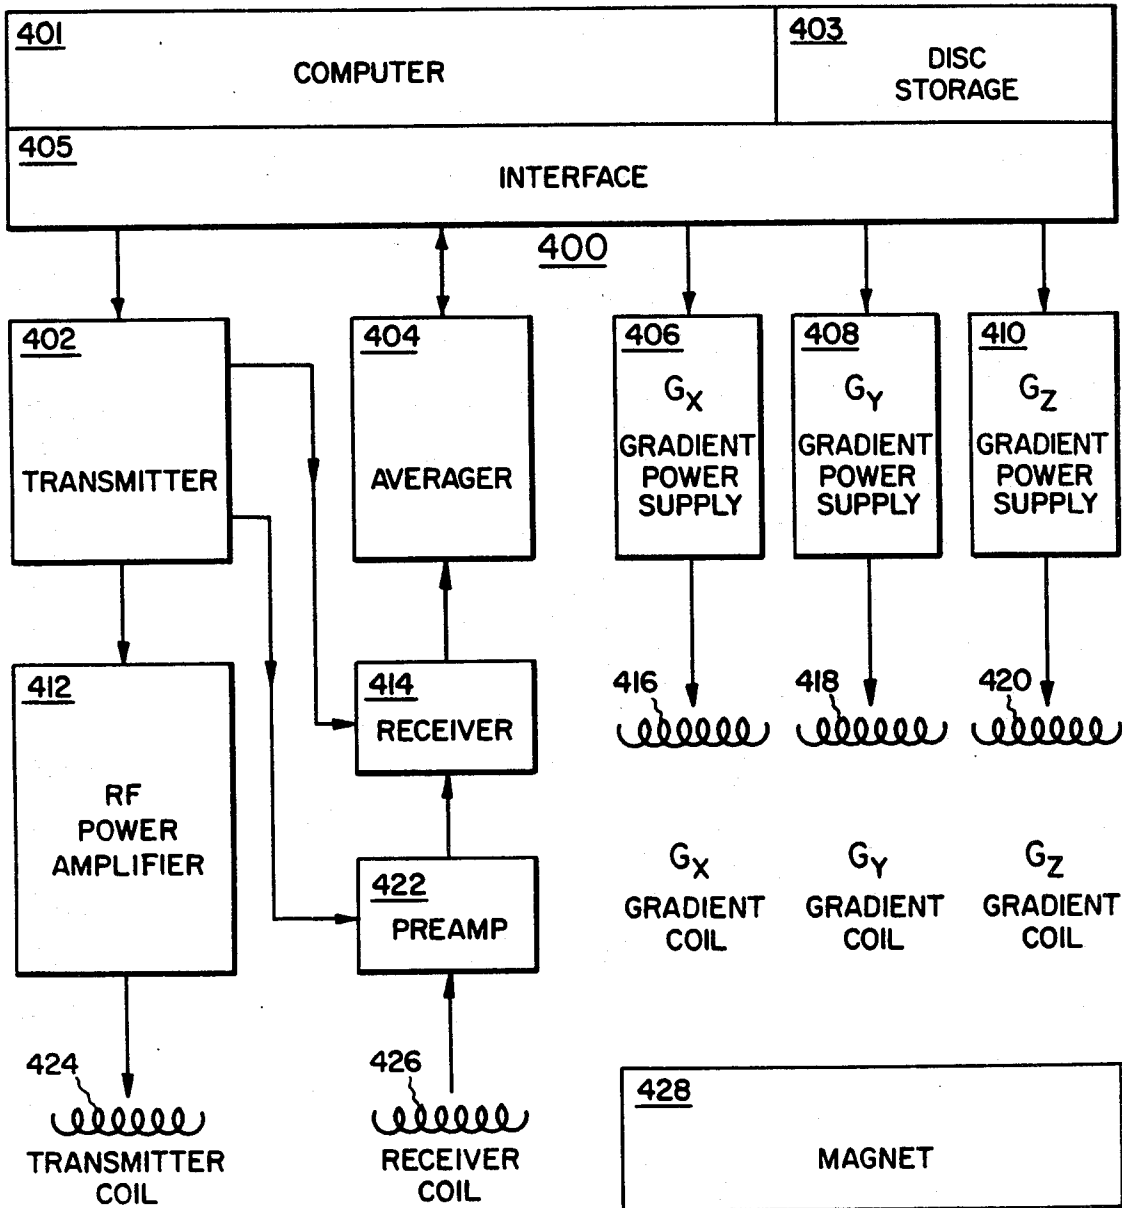 401
COMPUTER
403
DISC
STORAGE
405
INTERFACE
400
402
TRANSMITTER
404
AVERAGER
406
GX
GRADIENT
POWER
SUPPLY
408
GY
GRADIENT
POWER
SUPPLY
410
GZ
GRADIENT
POWER
SUPPLY
412
RF
POWER
AMPLIFIER
414
RECEIVER
416
418
420
422
PREAMP
GX
GRADIENT
COIL
GY
GRADIENT
COIL
GZ
GRADIENT
COIL
424
TRANSMITTER
COIL
426
RECEIVER
COIL
428
MAGNET